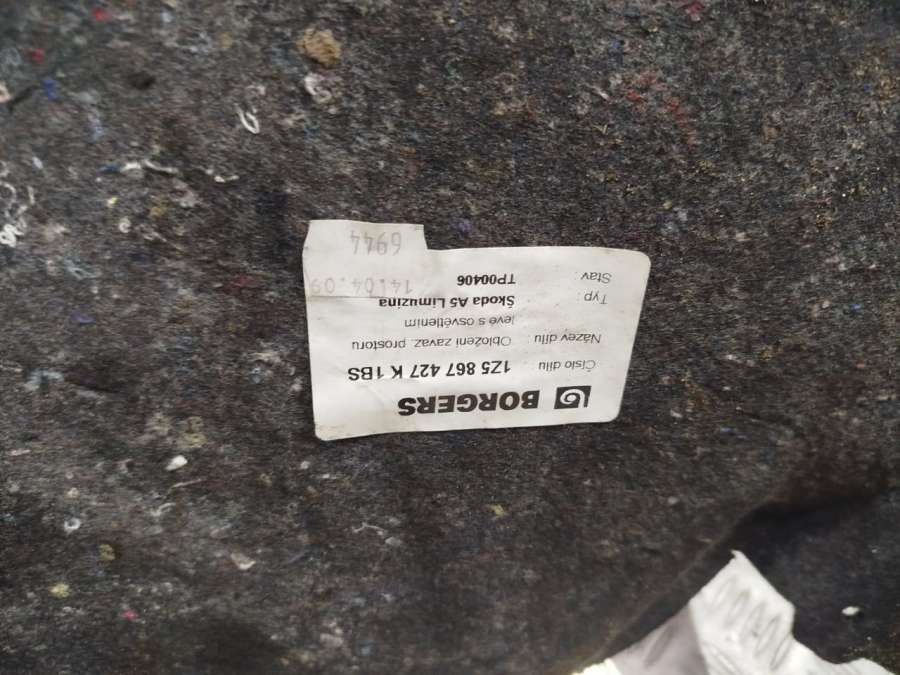 BORGERS
Číslo dílu: 1Z5 867 427 K 1BS
Název dílu: Obložení zavaz. prostoru
levé s osvětlením
Typ: Škoda A5 Limuzina
Stav: TP00406
14.04.09
6944